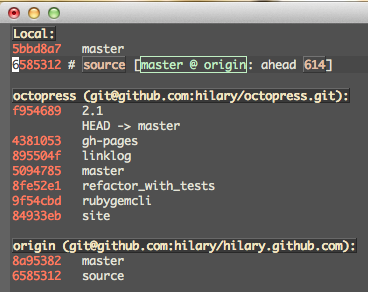 Local:
5bbd8a7 master
6585312 # source [master @ origin: ahead 614]
octopress (git@github.com:hilary/octopress.git):
f954689 2.1
HEAD -> master
4381053 gh-pages
895504f linklog
5094785 master
8fe52e1 refactor_with_tests
9f54cbd rubygemcli
84933eb site
origin (git@github.com:hilary/hilary.github.com):
8a95382 master
6585312 source